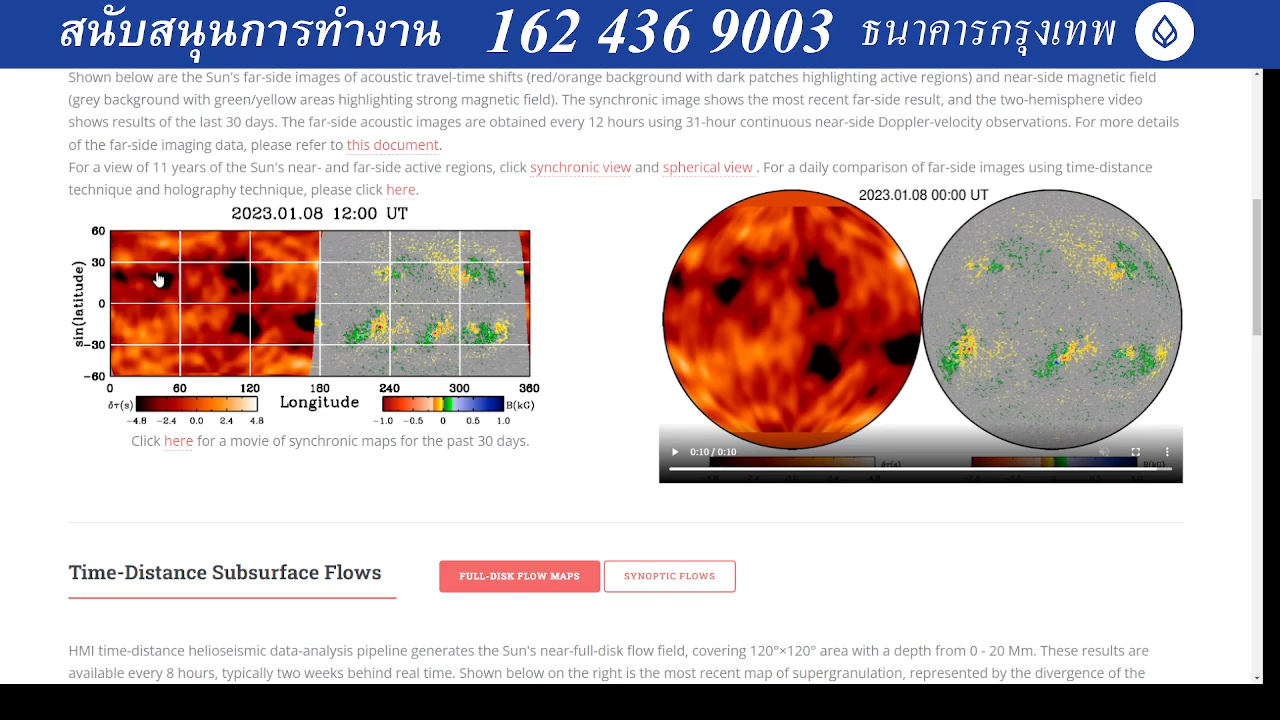 สนับสนุนการทำงาน 162 436 9003 ธนาคารกรุงเทพ
Shown below are the Sun's far-side images of acoustic travel-time shifts (red/orange background with dark patches highlighting active regions) and near-side magnetic field
(grey background with green/yellow areas highlighting strong magnetic field). The synchronic image shows the most recent far-side result, and the two-hemisphere video
shows results of the last 30 days. The far-side acoustic images are obtained every 12 hours using 31-hour continuous near-side Doppler-velocity observations. For more details
of the far-side imaging data, please refer to this document.
For a view of 11 years of the Sun's near- and far-side active regions, click synchronic view and spherical view . For a daily comparison of far-side images using time-distance
technique and holography technique, please click here.
2023.01.08 12:00 UT
60
30
0
−30
−60
sin(latitude)
0 60 120 180 240 300 360
δτ(s) Longitude B(kG)
−4.8 −2.4 0.0 2.4 4.8 −1.0 −0.5 0 0.5 1.0
Click here for a movie of synchronic maps for the past 30 days.
2023.01.08 00:00 UT
0:10 / 0:10
Time-Distance Subsurface Flows
FULL-DISK FLOW MAPS
SYNOPTIC FLOWS
HMI time-distance helioseismic data-analysis pipeline generates the Sun's near-full-disk flow field, covering 120°×120° area with a depth from 0 - 20 Mm. These results are
available every 8 hours, typically two weeks behind real time. Shown below on the right is the most recent map of supergranulation, represented by the divergence of the